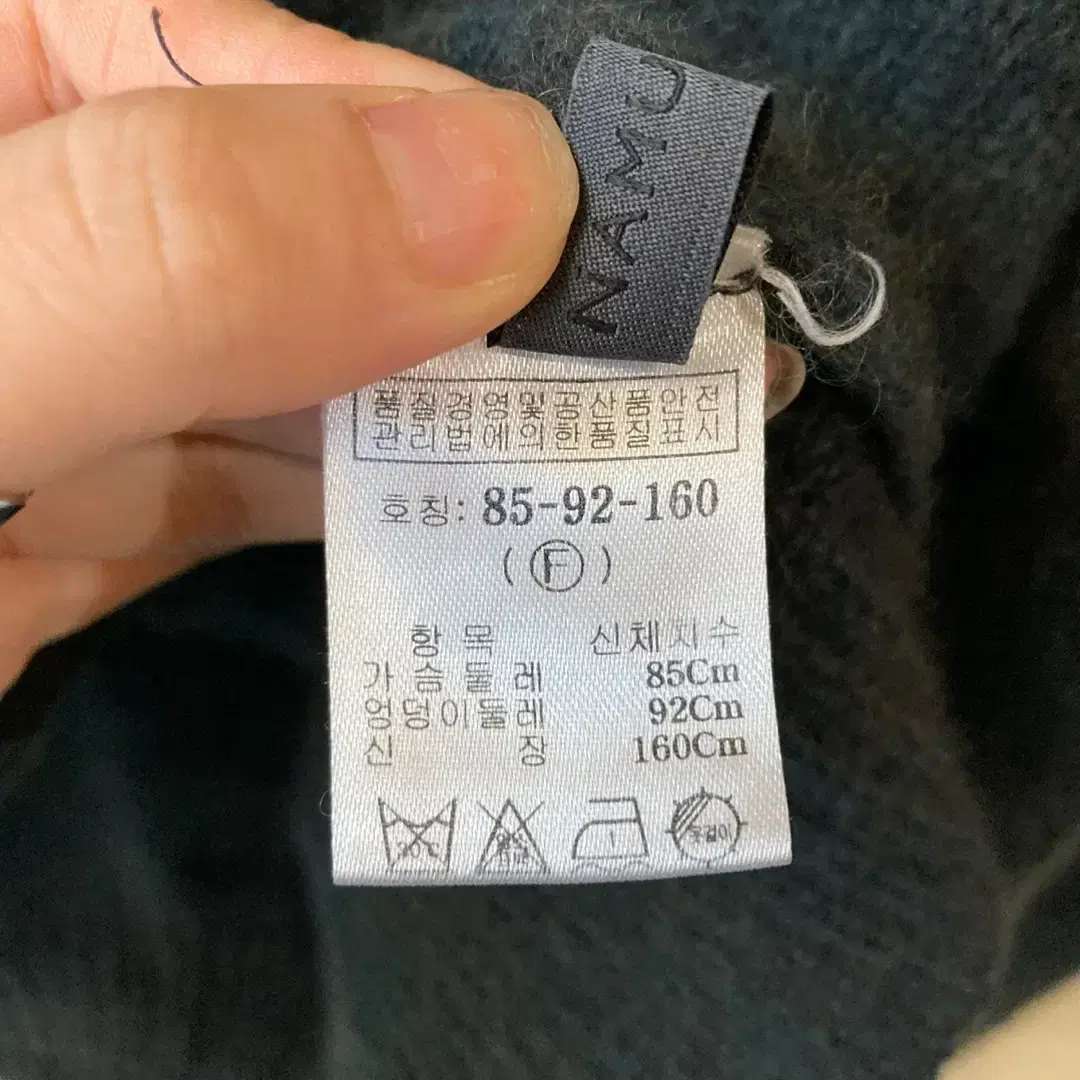 NAMU
품질경영및공산품안전
관리법에의한품질표시
호칭: 85-92-160
(Ⓕ)
항 목 신체치수
가 슴 둘 레 85Cm
엉덩이둘레 92Cm
신 장 160Cm